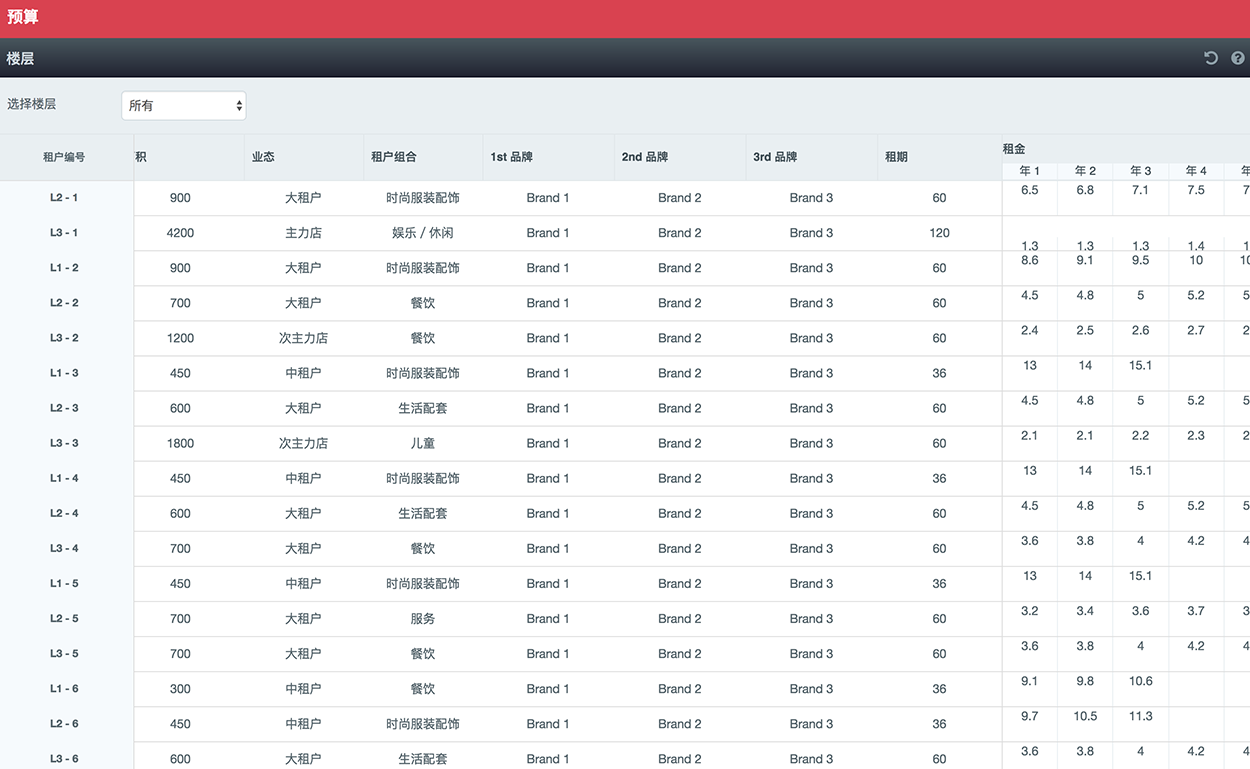 预算
楼层
选择楼层 所有
租户编号 积 业态 租户组合 1st 品牌 2nd 品牌 3rd 品牌 租期 租金
年 1 年 2 年 3 年 4 年
L2 - 1 900 大租户 时尚服装配饰 Brand 1 Brand 2 Brand 3 60 6.5 6.8 7.1 7.5 7
L3 - 1 4200 主力店 娱乐 / 休闲 Brand 1 Brand 2 Brand 3 120 1.3 1.3 1.3 1.4 1
L1 - 2 900 大租户 时尚服装配饰 Brand 1 Brand 2 Brand 3 60 8.6 9.1 9.5 10 10
L2 - 2 700 大租户 餐饮 Brand 1 Brand 2 Brand 3 60 4.5 4.8 5 5.2 5
L3 - 2 1200 次主力店 餐饮 Brand 1 Brand 2 Brand 3 60 2.4 2.5 2.6 2.7 2
L1 - 3 450 中租户 时尚服装配饰 Brand 1 Brand 2 Brand 3 36 13 14 15.1
L2 - 3 600 大租户 生活配套 Brand 1 Brand 2 Brand 3 60 4.5 4.8 5 5.2 5
L3 - 3 1800 次主力店 儿童 Brand 1 Brand 2 Brand 3 60 2.1 2.1 2.2 2.3 2
L1 - 4 450 中租户 时尚服装配饰 Brand 1 Brand 2 Brand 3 36 13 14 15.1
L2 - 4 600 大租户 生活配套 Brand 1 Brand 2 Brand 3 60 4.5 4.8 5 5.2 5
L3 - 4 700 大租户 餐饮 Brand 1 Brand 2 Brand 3 60 3.6 3.8 4 4.2 4
L1 - 5 450 中租户 时尚服装配饰 Brand 1 Brand 2 Brand 3 36 13 14 15.1
L2 - 5 700 大租户 服务 Brand 1 Brand 2 Brand 3 60 3.2 3.4 3.6 3.7 3
L3 - 5 700 大租户 餐饮 Brand 1 Brand 2 Brand 3 60 3.6 3.8 4 4.2 4
L1 - 6 300 中租户 餐饮 Brand 1 Brand 2 Brand 3 36 9.1 9.8 10.6
L2 - 6 450 中租户 时尚服装配饰 Brand 1 Brand 2 Brand 3 36 9.7 10.5 11.3
L3 - 6 600 大租户 生活配套 Brand 1 Brand 2 Brand 3 60 3.6 3.8 4 4.2 4